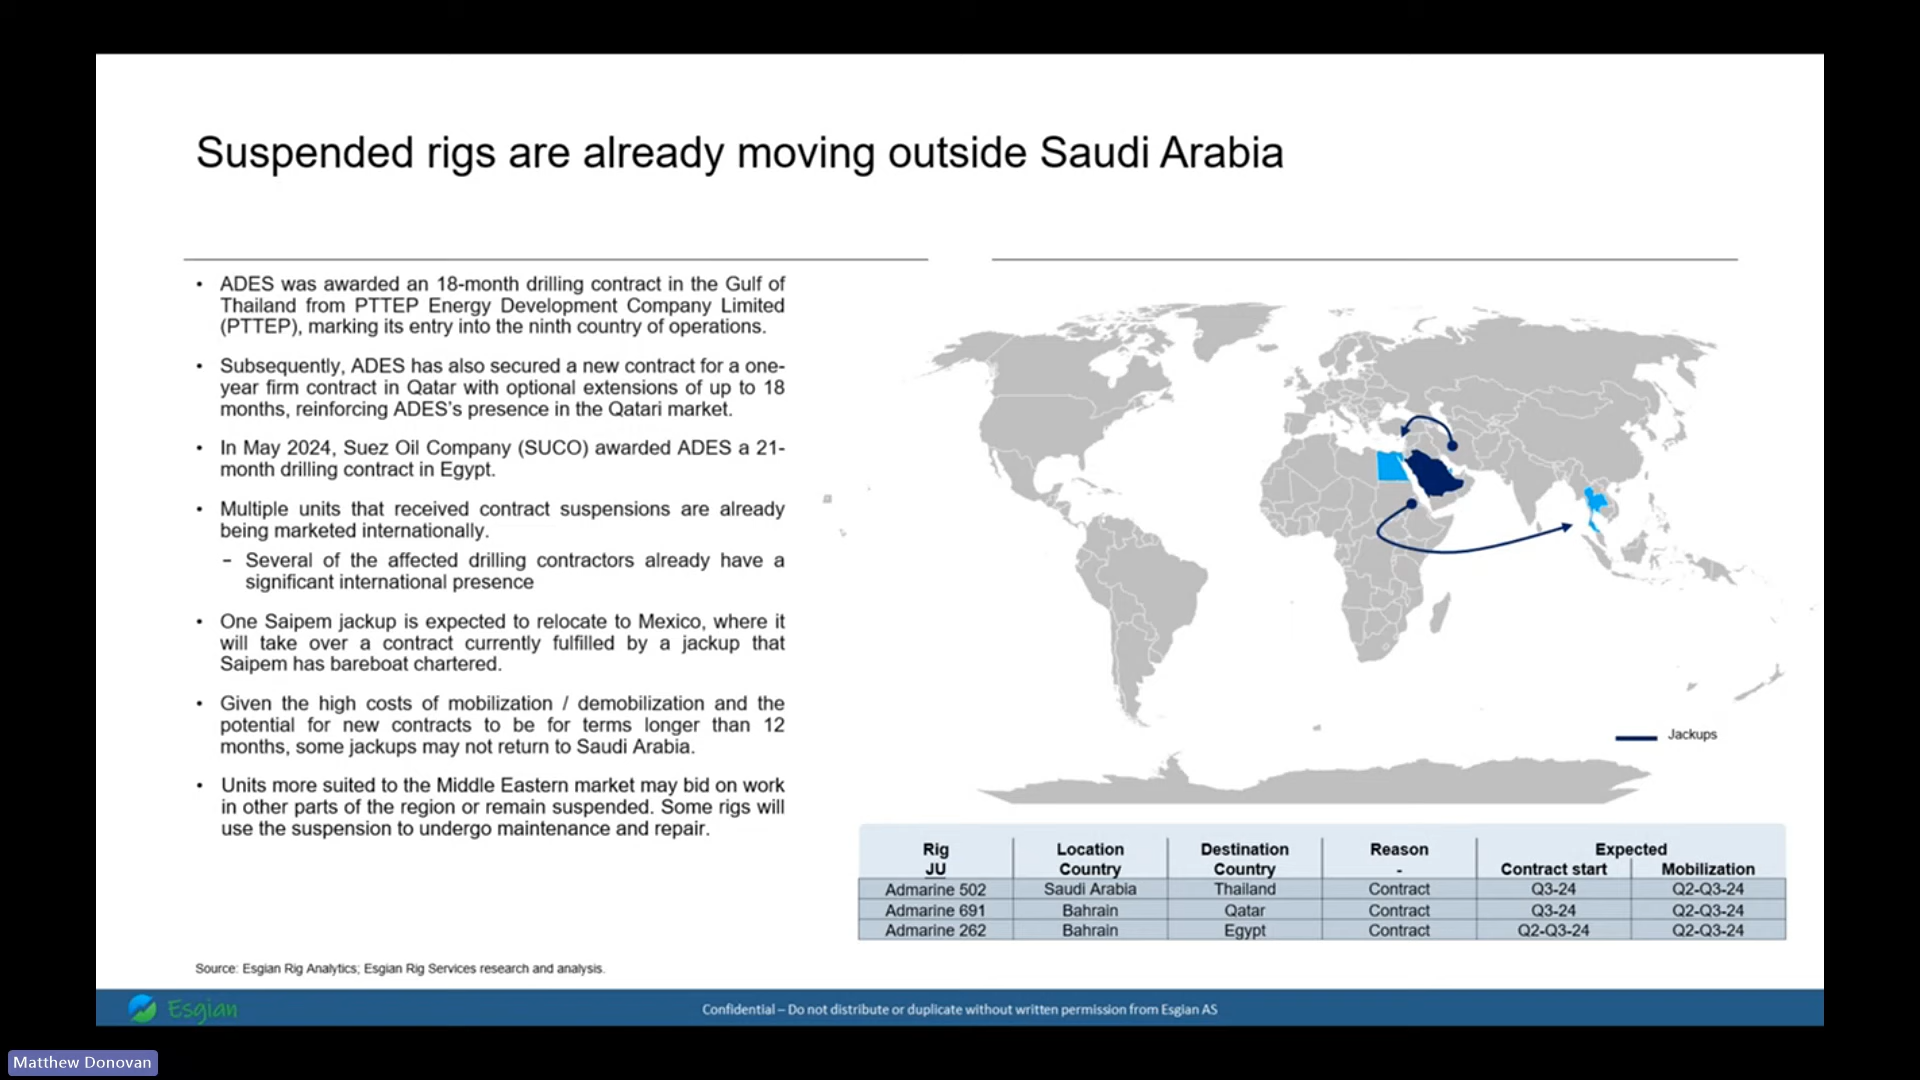 Suspended rigs are already moving outside Saudi Arabia
• ADES was awarded an 18-month drilling contract in the Gulf of
Thailand from PTTEP Energy Development Company Limited
(PTTEP), marking its entry into the ninth country of operations.
• Subsequently, ADES has also secured a new contract for a one-
year firm contract in Qatar with optional extensions of up to 18
months, reinforcing ADES's presence in the Qatari market.
• In May 2024, Suez Oil Company (SUCO) awarded ADES a 21-
month drilling contract in Egypt.
• Multiple units that received contract suspensions are already
being marketed internationally.
− Several of the affected drilling contractors already have a
significant international presence
• One Saipem jackup is expected to relocate to Mexico, where it
will take over a contract currently fulfilled by a jackup that
Saipem has bareboat chartered.
• Given the high costs of mobilization / demobilization and the
potential for new contracts to be for terms longer than 12
months, some jackups may not return to Saudi Arabia.
• Units more suited to the Middle Eastern market may bid on work
in other parts of the region or remain suspended. Some rigs will
use the suspension to undergo maintenance and repair.
Jackups
Rig Location Destination Reason Expected
JU Country Country - Contract start Mobilization
Admarine 502 Saudi Arabia Thailand Contract Q3-24 Q2-Q3-24
Admarine 691 Bahrain Qatar Contract Q3-24 Q2-Q3-24
Admarine 262 Bahrain Egypt Contract Q2-Q3-24 Q2-Q3-24
Source: Esgian Rig Analytics; Esgian Rig Services research and analysis.
Esgian
Confidential – Do not distribute or duplicate without written permission from Esgian AS
Matthew Donovan